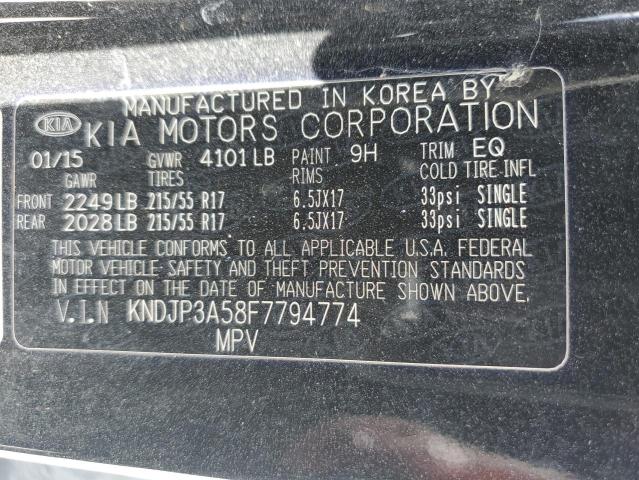 MANUFACTURED IN KOREA BY
KIA KIA MOTORS CORPORATION
01/15 GVWR 4101 LB PAINT 9H TRIM EQ
GAWR TIRES RIMS COLD TIRE INFL
FRONT 2249 LB 215/55 R17 6.5JX17 33psi SINGLE
REAR 2028 LB 215/55 R17 6.5JX17 33psi SINGLE
THIS VEHICLE CONFORMS TO ALL APPLICABLE U.S.A. FEDERAL
MOTOR VEHICLE SAFETY AND THEFT PREVENTION STANDARDS
IN EFFECT ON THE DATE OF MANUFACTURE SHOWN ABOVE.
V.I.N KNDJP3A58F7794774
MPV